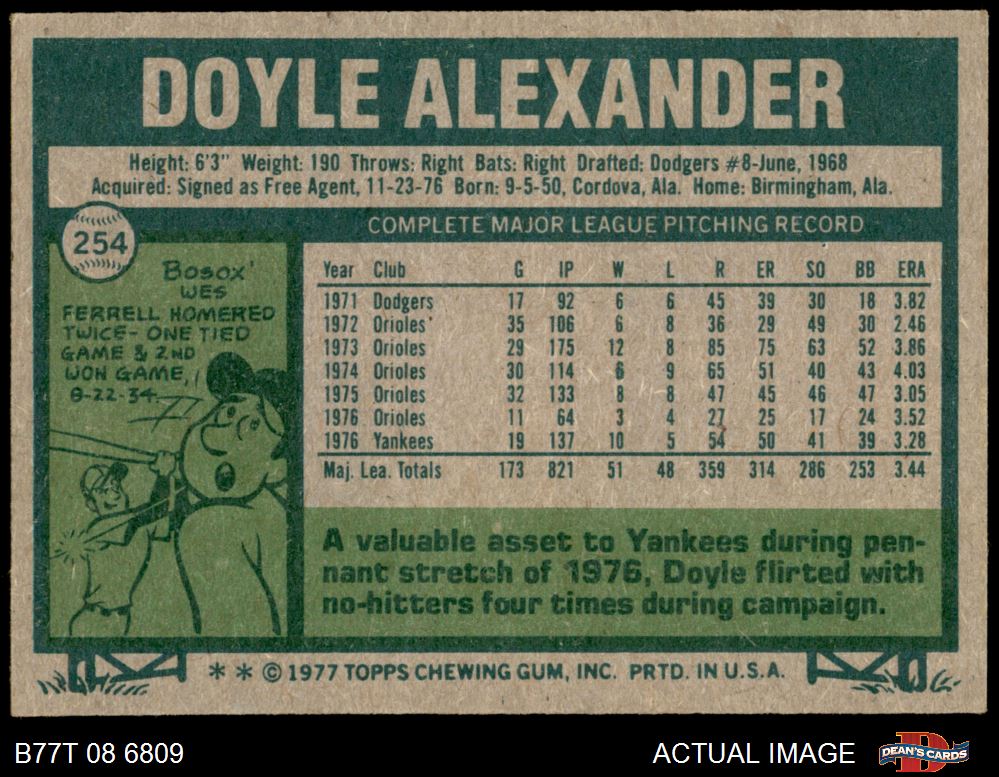 DOYLE ALEXANDER
Height: 6'3" Weight: 190 Throws: Right Bats: Right Drafted: Dodgers #8-June, 1968
Acquired: Signed as Free Agent, 11-23-76 Born: 9-5-50, Cordova, Ala. Home: Birmingham, Ala.
254
BOSOX'
WES
FERRELL HOMERED
TWICE- ONE TIED
GAME & 2ND
WON GAME,
8-22-34
COMPLETE MAJOR LEAGUE PITCHING RECORD
Year Club G IP W L R ER SO BB ERA
1971 Dodgers 17 92 6 6 45 39 30 18 3.82
1972 Orioles 35 106 6 8 36 29 49 30 2.46
1973 Orioles 29 175 12 8 85 75 63 52 3.86
1974 Orioles 30 114 6 9 65 51 40 43 4.03
1975 Orioles 32 133 8 8 47 45 46 47 3.05
1976 Orioles 11 64 3 4 27 25 17 24 3.52
1976 Yankees 19 137 10 5 54 50 41 39 3.28
Maj. Lea. Totals 173 821 51 48 359 314 286 253 3.44
A valuable asset to Yankees during pen-
nant stretch of 1976, Doyle flirted with
no-hitters four times during campaign.
* * © 1977 TOPPS CHEWING GUM, INC. PRTD. IN U.S.A.
B77T 08 6809
ACTUAL IMAGE
DEAN'S CARDS